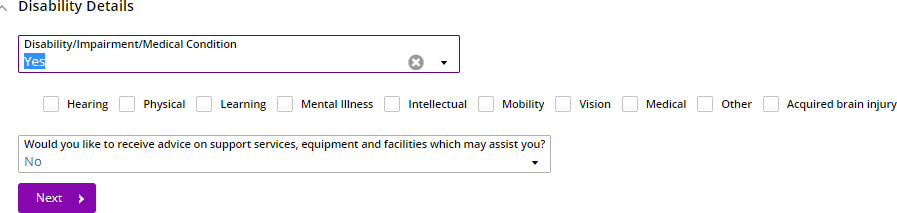 Disability Details
Disability/Impairment/Medical Condition
Yes
Hearing Physical Learning Mental Illness Intellectual Mobility Vision Medical Other Acquired brain injury
Would you like to receive advice on support services, equipment and facilities which may assist you?
No
Next